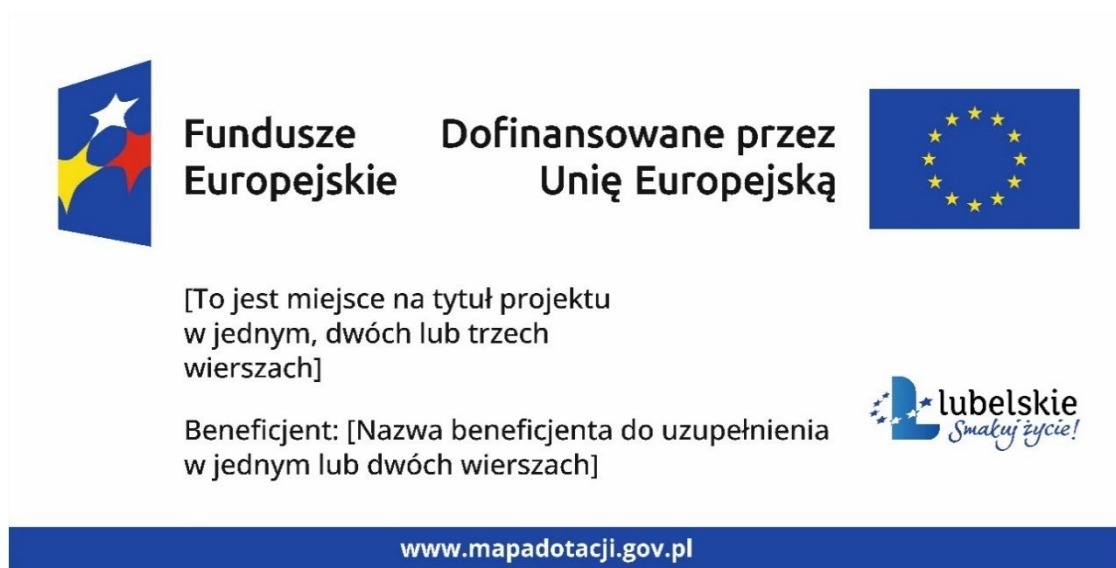 Fundusze
Europejskie
Dofinansowane przez
Unię Europejską
[To jest miejsce na tytuł projektu
w jednym, dwóch lub trzech
wierszach]
Beneficjent: [Nazwa beneficjenta do uzupełnienia
w jednym lub dwóch wierszach]
lubelskie
Smakuj życie!
www.mapadotacji.gov.pl